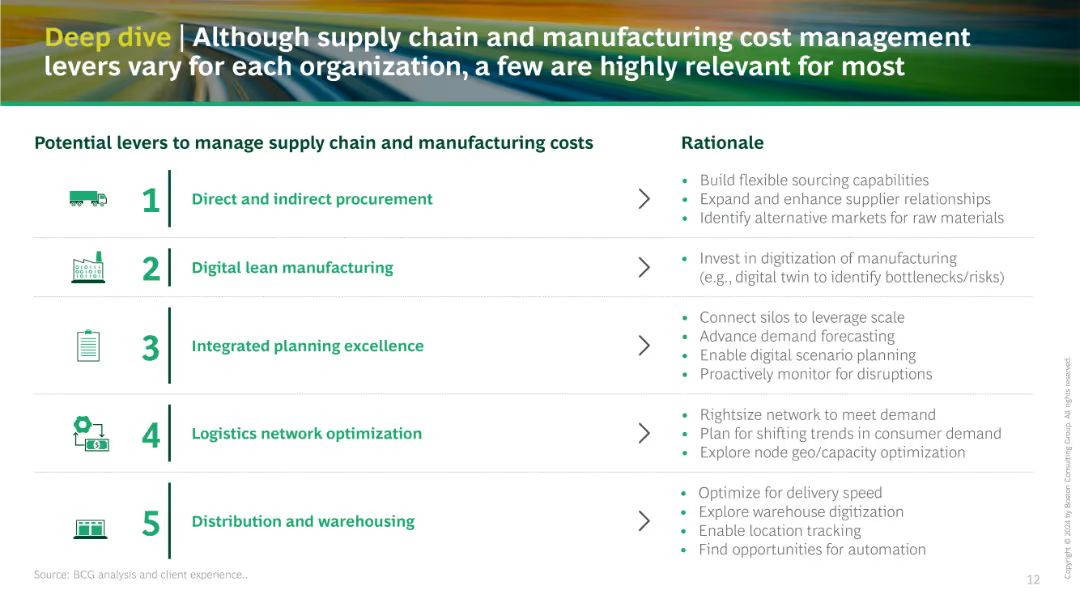 Deep dive | Although supply chain and manufacturing cost management
levers vary for each organization, a few are highly relevant for most
Potential levers to manage supply chain and manufacturing costs
Rationale
1
Direct and indirect procurement
• Build flexible sourcing capabilities
• Expand and enhance supplier relationships
• Identify alternative markets for raw materials
2
Digital lean manufacturing
• Invest in digitization of manufacturing
(e.g., digital twin to identify bottlenecks/risks)
3
Integrated planning excellence
• Connect silos to leverage scale
• Advance demand forecasting
• Enable digital scenario planning
• Proactively monitor for disruptions
4
Logistics network optimization
• Rightsize network to meet demand
• Plan for shifting trends in consumer demand
• Explore node geo/capacity optimization
5
Distribution and warehousing
• Optimize for delivery speed
• Explore warehouse digitization
• Enable location tracking
• Find opportunities for automation
Source: BCG analysis and client experience..
12
Copyright © 2024 by Boston Consulting Group. All rights reserved.